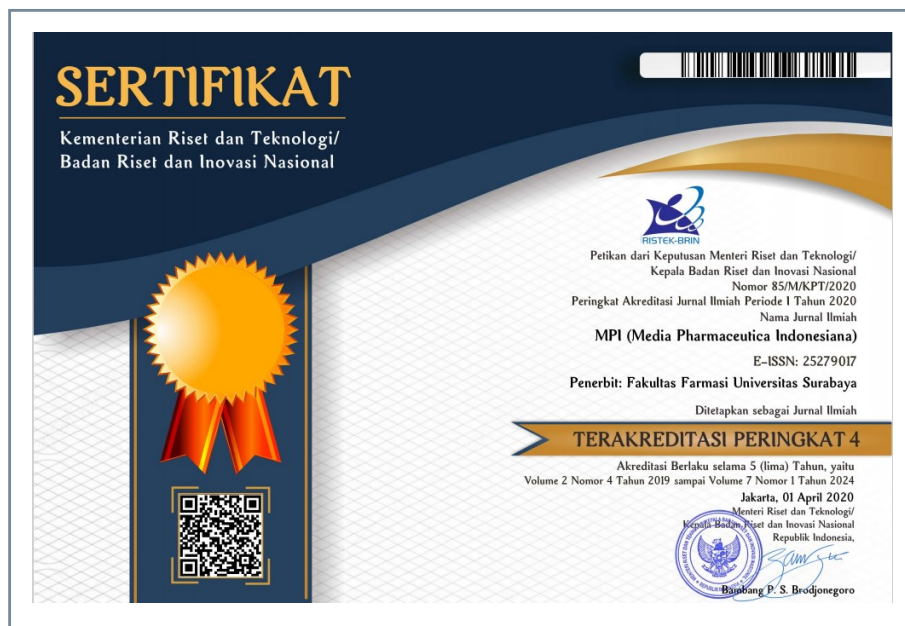 SERTIFIKAT
Kementerian Riset dan Teknologi/
Badan Riset dan Inovasi Nasional
RISTEK-BRIN
Petikan dari Keputusan Menteri Riset dan Teknologi/
Kepala Badan Riset dan Inovasi Nasional
Nomor 85/M/KPT/2020
Peringkat Akreditasi Jurnal Ilmiah Periode I Tahun 2020
Nama Jurnal Ilmiah
MPI (Media Pharmaceutica Indonesiana)
E-ISSN: 25279017
Penerbit: Fakultas Farmasi Universitas Surabaya
Ditetapkan sebagai Jurnal Ilmiah
TERAKREDITASI PERINGKAT 4
Akreditasi Berlaku selama 5 (lima) Tahun, yaitu
Volume 2 Nomor 4 Tahun 2019 sampai Volume 7 Nomor 1 Tahun 2024
Jakarta, 01 April 2020
Menteri Riset dan Teknologi/
Kepala Badan Riset dan Inovasi Nasional
Republik Indonesia,
Bambang P. S. Brodjonegoro